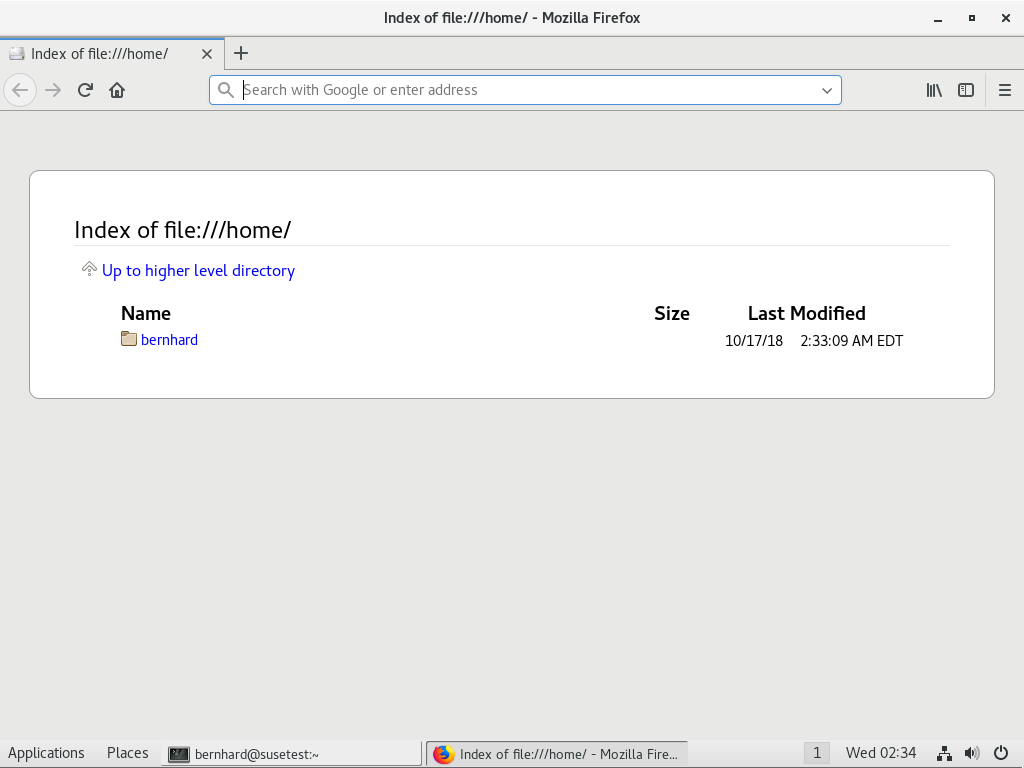 Index of file:///home/ - Mozilla Firefox
Index of file:///home/
Search with Google or enter address
Index of file:///home/
Up to higher level directory
Name Size Last Modified
bernhard 10/17/18 2:33:09 AM EDT
Applications Places bernhard@susetest:~ Index of file:///home/ - Mozilla Fire... 1 Wed 02:34